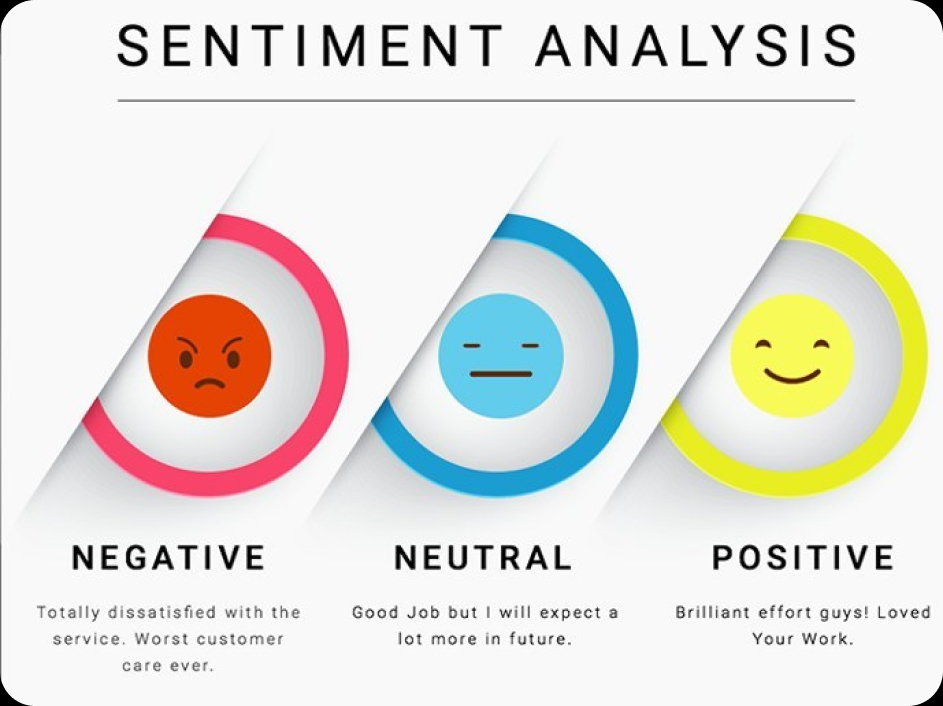 SENTIMENT ANALYSIS
NEGATIVE
Totally dissatisfied with the
service. Worst customer
care ever.
NEUTRAL
Good Job but I will expect a
lot more in future.
POSITIVE
Brilliant effort guys! Loved
Your Work.